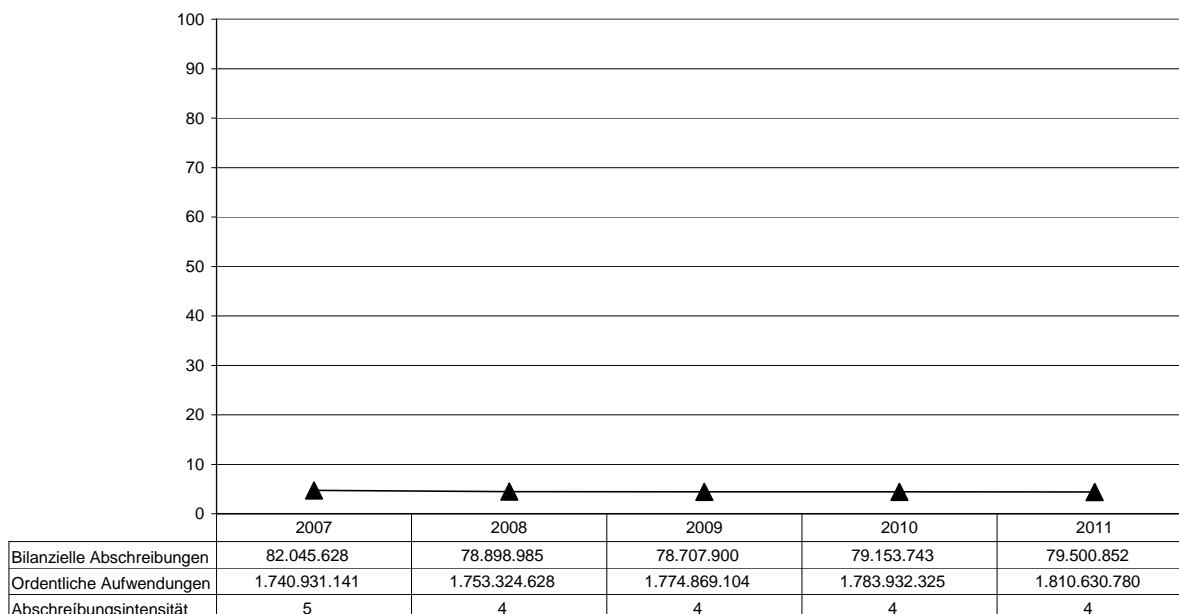 100
90
80
70
60
50
40
30
20
10
0
2007 2008 2009 2010 2011
Bilanzielle Abschreibungen 82.045.628 78.898.985 78.707.900 79.153.743 79.500.852
Ordentliche Aufwendungen 1.740.931.141 1.753.324.628 1.774.869.104 1.783.932.325 1.810.630.780
Abschreíbungsintensität 5 4 4 4 4